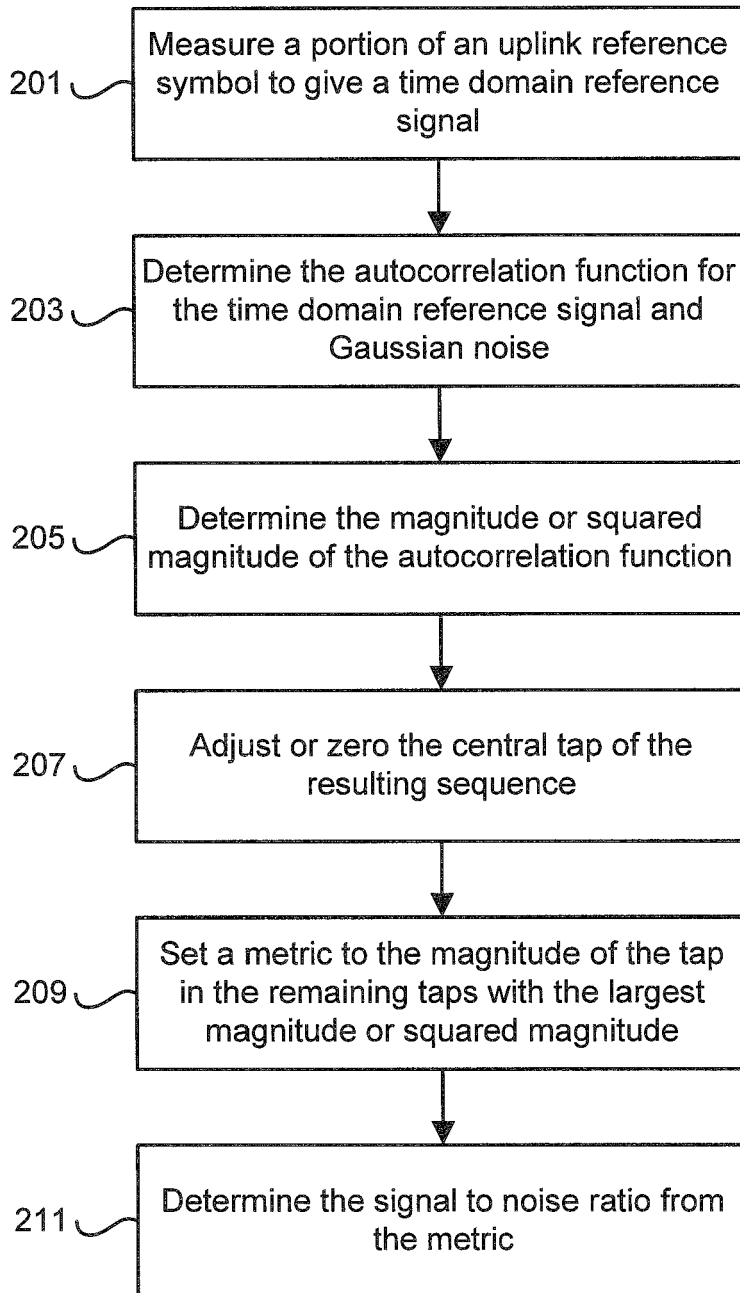 201
Measure a portion of an uplink reference
symbol to give a time domain reference
signal
203
Determine the autocorrelation function for
the time domain reference signal and
Gaussian noise
205
Determine the magnitude or squared
magnitude of the autocorrelation function
207
Adjust or zero the central tap of the
resulting sequence
209
Set a metric to the magnitude of the tap
in the remaining taps with the largest
magnitude or squared magnitude
211
Determine the signal to noise ratio from
the metric